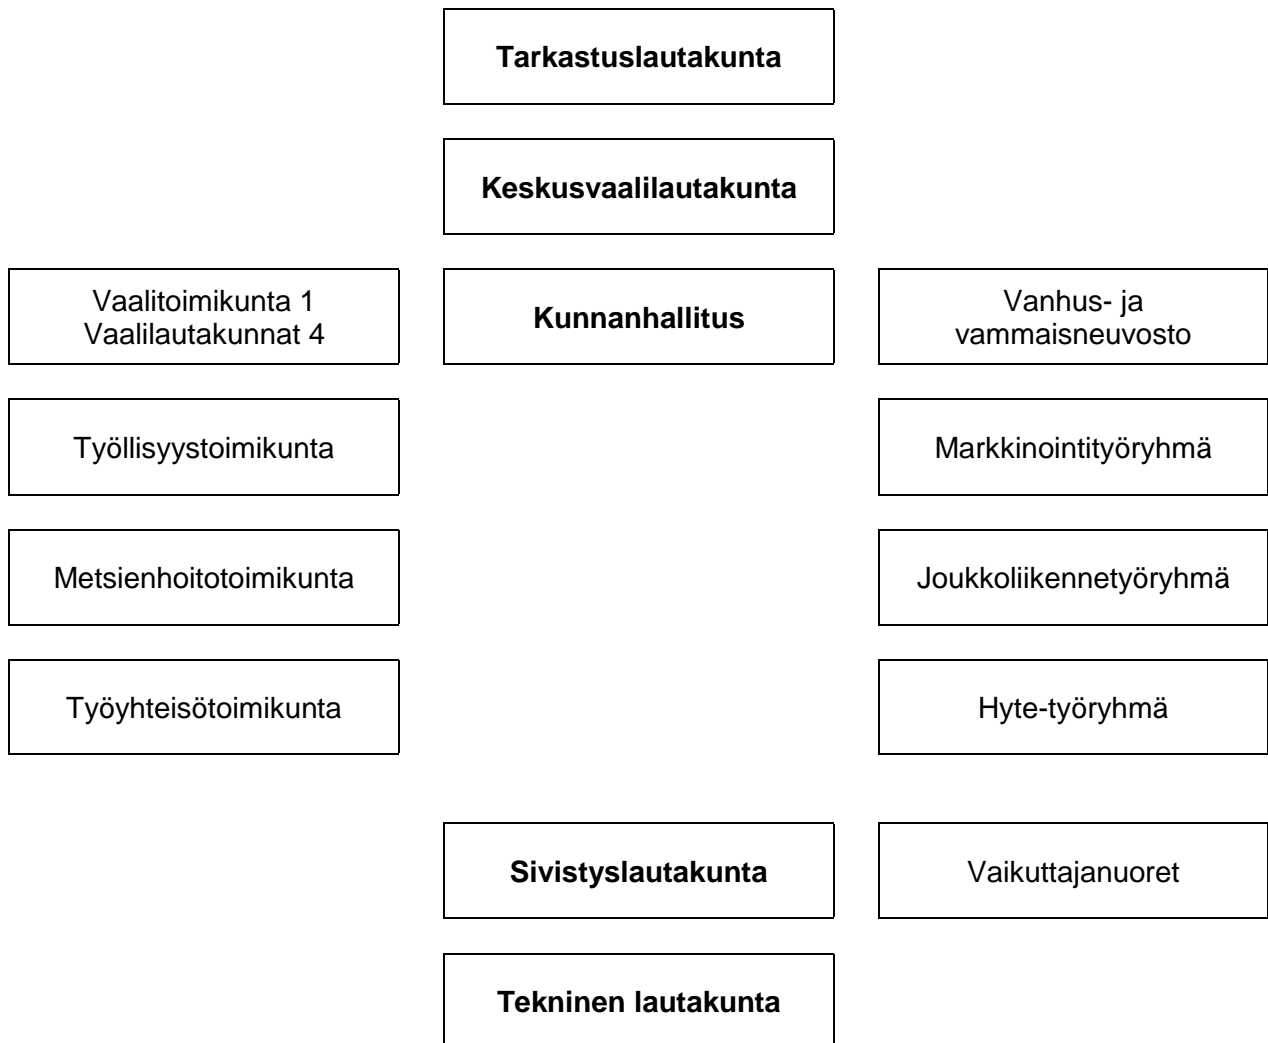 Tarkastuslautakunta
Keskusvaalilautakunta
Vaalitoimikunta 1
Vaalilautakunnat 4
Kunnanhallitus
Vanhus- ja
vammaisneuvosto
Työllisyystoimikunta
Markkinointityöryhmä
Metsienhoitotoimikunta
Joukkoliikennetyöryhmä
Työyhteisötoimikunta
Hyte-työryhmä
Sivistyslautakunta
Vaikuttajanuoret
Tekninen lautakunta